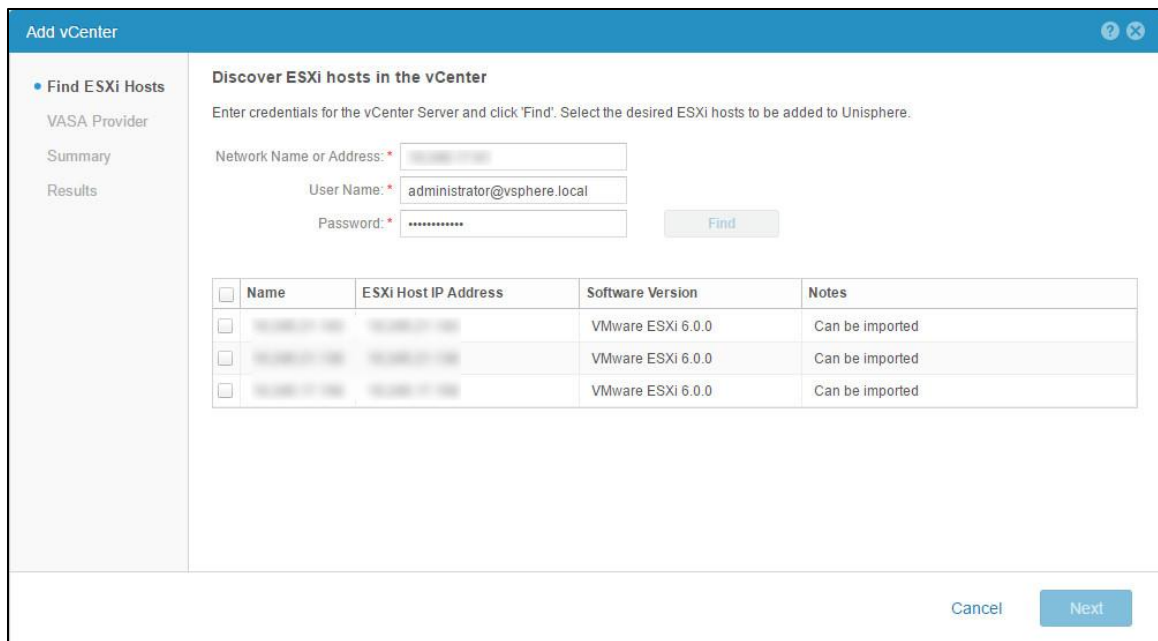 Add vCenter
Find ESXi Hosts
VASA Provider
Summary
Results
Discover ESXi hosts in the vCenter
Enter credentials for the vCenter Server and click 'Find'. Select the desired ESXi hosts to be added to Unisphere.
Network Name or Address: *
User Name: * administrator@vsphere.local
Password: * •••••••••••• Find
Name ESXi Host IP Address Software Version Notes
VMware ESXi 6.0.0 Can be imported
VMware ESXi 6.0.0 Can be imported
VMware ESXi 6.0.0 Can be imported
Cancel Next